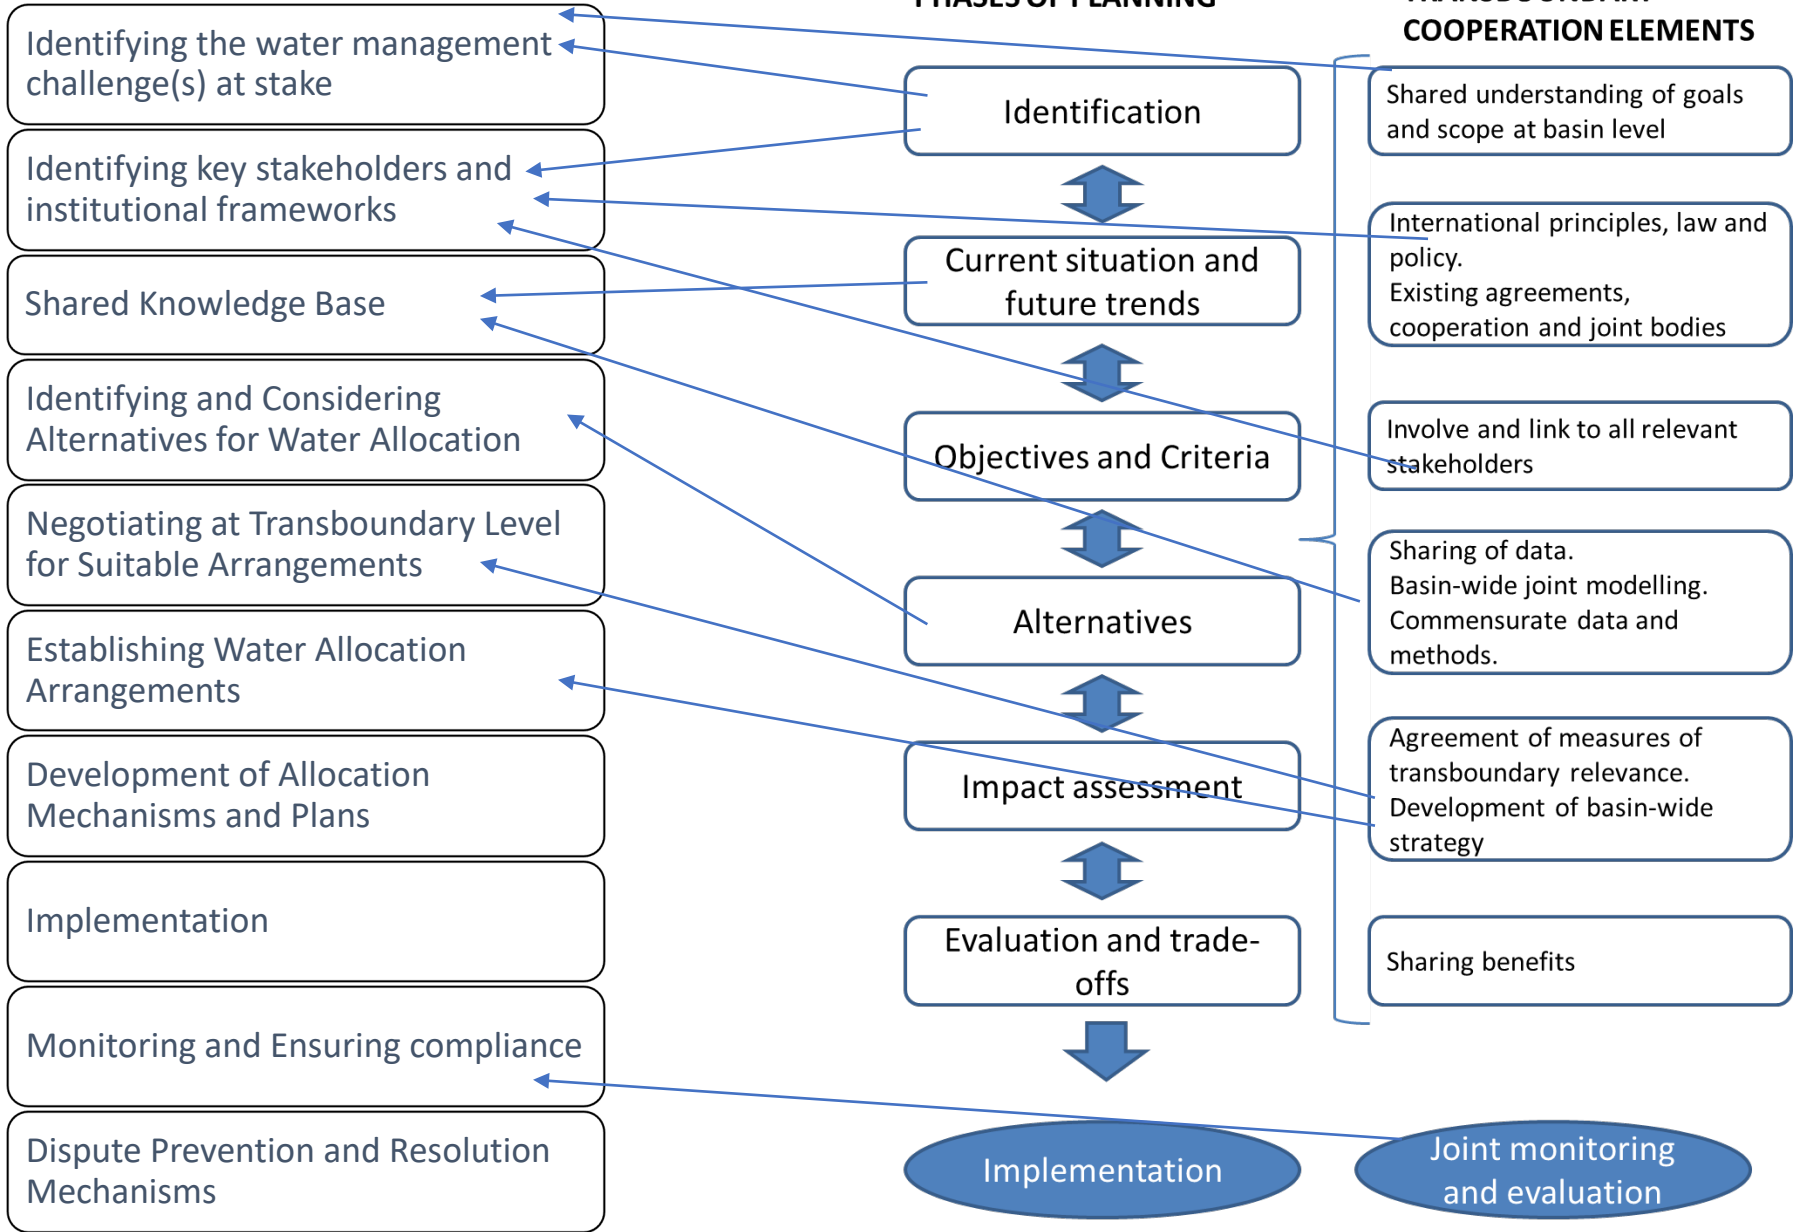 PHASES OF PLANNING
TRANSBOUNDARY
COOPERATION ELEMENTS
Identifying the water management
challenge(s) at stake
Identifying key stakeholders and
institutional frameworks
Shared Knowledge Base
Identifying and Considering
Alternatives for Water Allocation
Negotiating at Transboundary Level
for Suitable Arrangements
Establishing Water Allocation
Arrangements
Development of Allocation
Mechanisms and Plans
Implementation
Monitoring and Ensuring compliance
Dispute Prevention and Resolution
Mechanisms
Identification
Current situation and
future trends
Objectives and Criteria
Alternatives
Impact assessment
Evaluation and trade-
offs
Implementation
Shared understanding of goals
and scope at basin level
International principles, law and
policy.
Existing agreements,
cooperation and joint bodies
Involve and link to all relevant
stakeholders
Sharing of data.
Basin-wide joint modelling.
Commensurate data and
methods.
Agreement of measures of
transboundary relevance.
Development of basin-wide
strategy
Sharing benefits
Joint monitoring
and evaluation